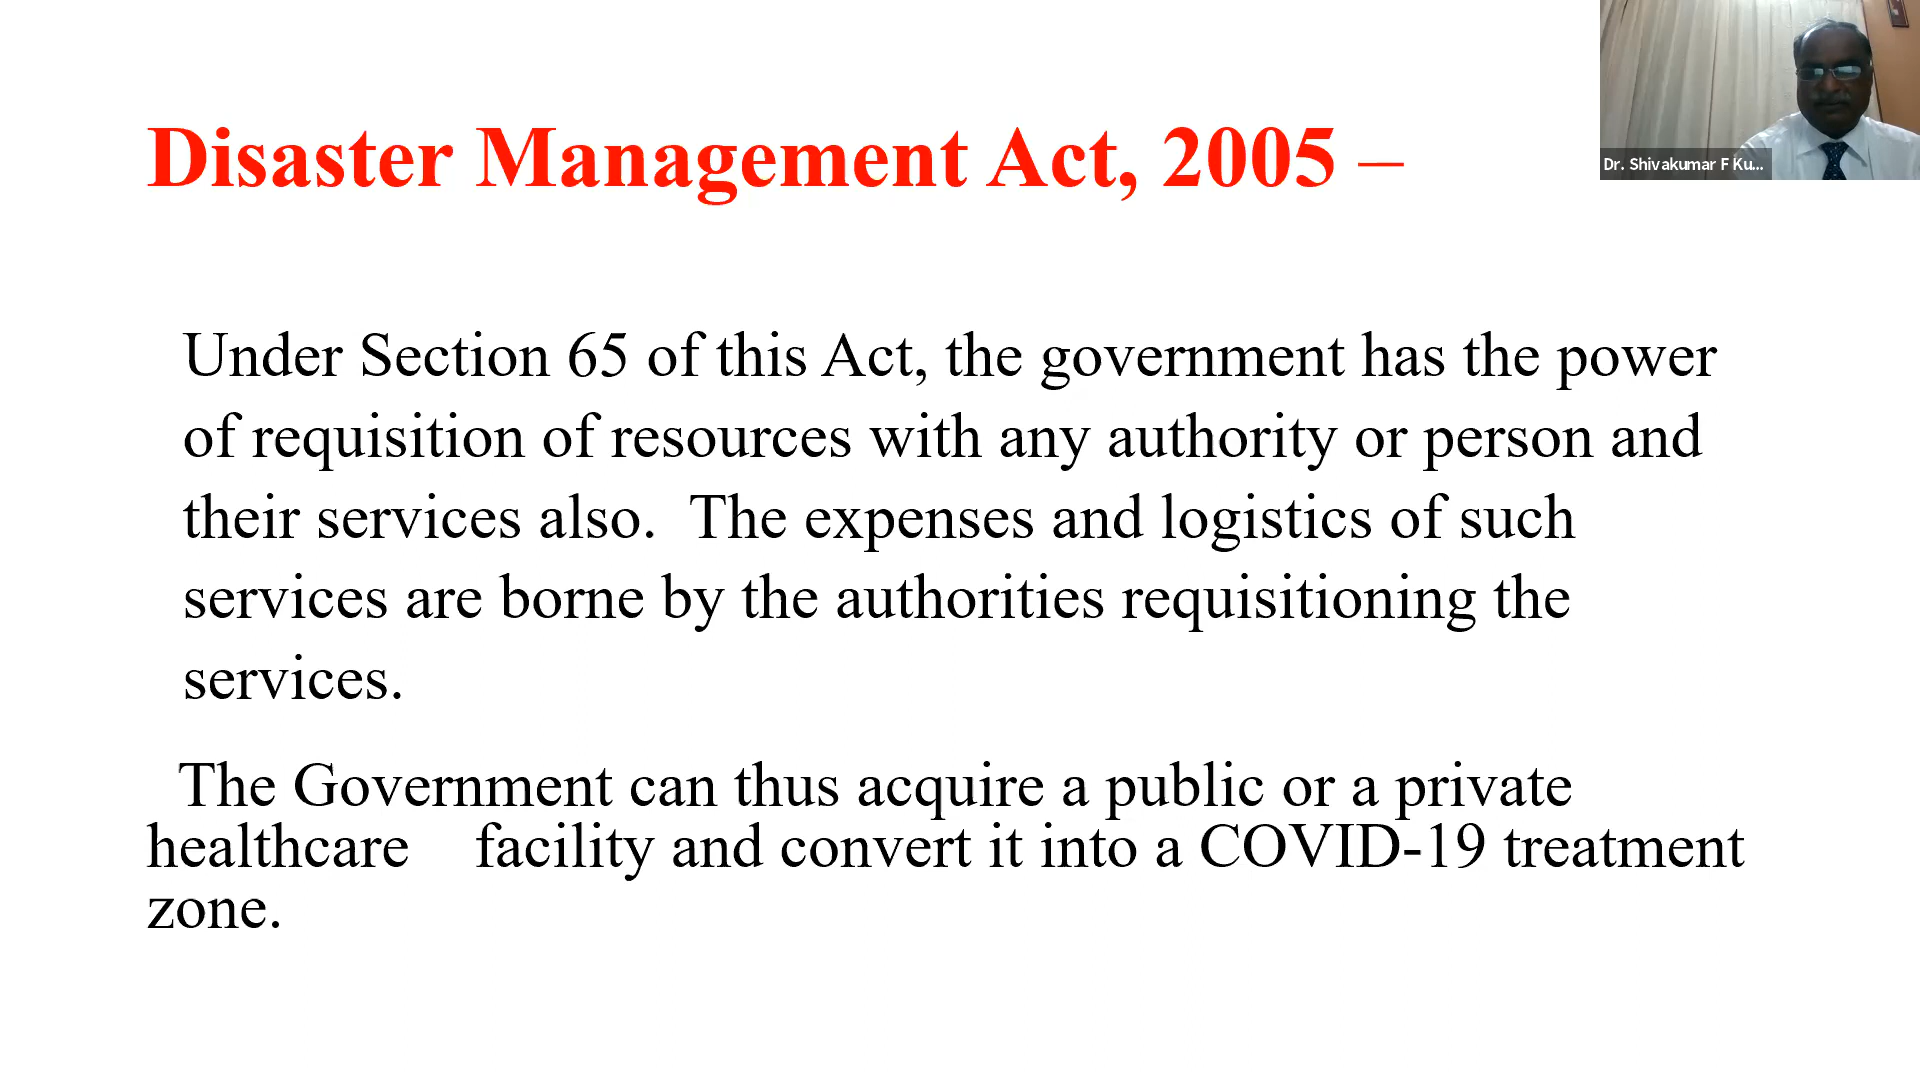 Disaster Management Act, 2005 –
Dr. Shivakumar F Ku...
Under Section 65 of this Act, the government has the power
of requisition of resources with any authority or person and
their services also.  The expenses and logistics of such
services are borne by the authorities requisitioning the
services.
The Government can thus acquire a public or a private
healthcare    facility and convert it into a COVID-19 treatment
zone.